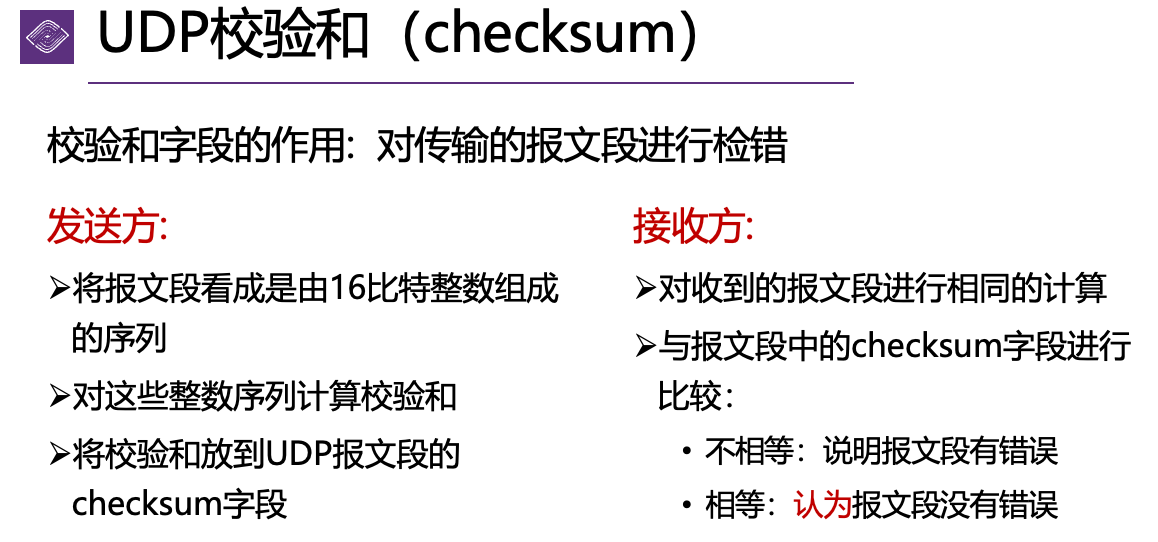 UDP校验和（checksum）
校验和字段的作用：对传输的报文段进行检错
发送方:
➢将报文段看成是由16比特整数组成
的序列
➢对这些整数序列计算校验和
➢将校验和放到UDP报文段的
checksum字段
接收方:
➢对收到的报文段进行相同的计算
➢与报文段中的checksum字段进行
比较：
• 不相等：说明报文段有错误
• 相等：认为报文段没有错误